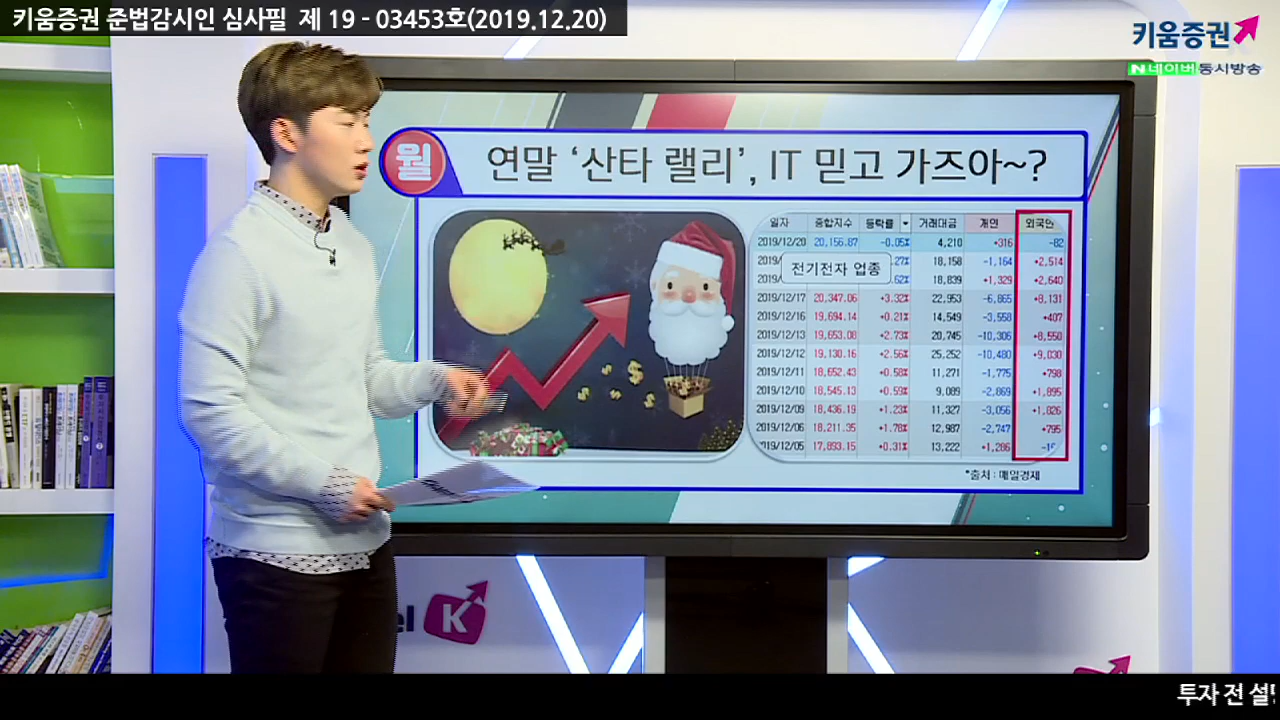 키움증권 준법감시인 심사필 제 19 - 03453호(2019.12.20)
키움증권
N 네이버 동시방송
월
연말 ‘산타 랠리’, IT 믿고 가즈아~?
일자 종합지수 등락률 거래대금 개인 외국인
2019/12/20 20,156.87 -0.05% 4,210 +316 -82
2019/ .27% 18,158 -1,164 +2,514
전기전자 업종
2019/ .62% 18,839 +1,329 +2,640
2019/12/17 20,347.06 +3.32% 22,953 -6,865 +8,131
2019/12/16 19,694.14 +0.21% 14,549 -3,558 +407
2019/12/13 19,653.08 +2.73% 20,745 -10,306 +8,550
2019/12/12 19,130.16 +2.56% 25,252 -10,480 +9,030
2019/12/11 18,652.43 +0.58% 11,271 -1,775 +798
2019/12/10 18,545.13 +0.59% 9,089 -2,869 +1,895
2019/12/09 18,436.19 +1.23% 11,327 -3,056 +1,826
2019/12/06 18,211.35 +1.78% 12,987 -2,747 +795
2019/12/05 17,893.15 +0.31% 13,222 +1,286
*출처 : 매일경제
el K
투자 전 설